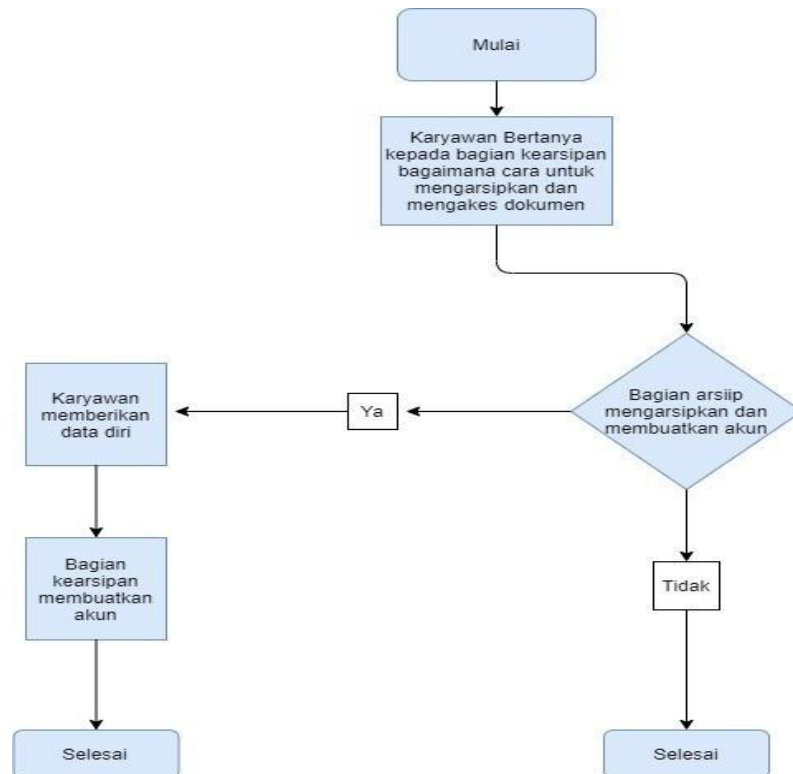 Mulai
Karyawan Bertanya
kepada bagian kearsipan
bagaimana cara untuk
mengarsipkan dan
mengakes dokumen
Bagian arsiip
mengarsipkan dan
membuatkan akun
Ya
Karyawan
memberikan
data diri
Bagian
kearsipan
membuatkan
akun
Tidak
Selesai
Selesai